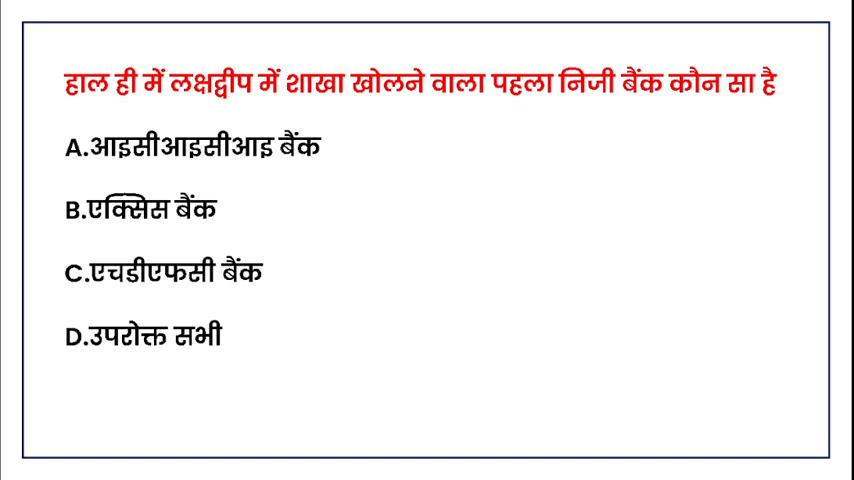 हाल ही में लक्षद्वीप में शाखा खोलने वाला पहला निजी बैंक कौन सा है
A.आइसीआइसीआइ बैंक
B.एक्सिस बैंक
C.एचडीएफसी बैंक
D.उपरोक्त सभी